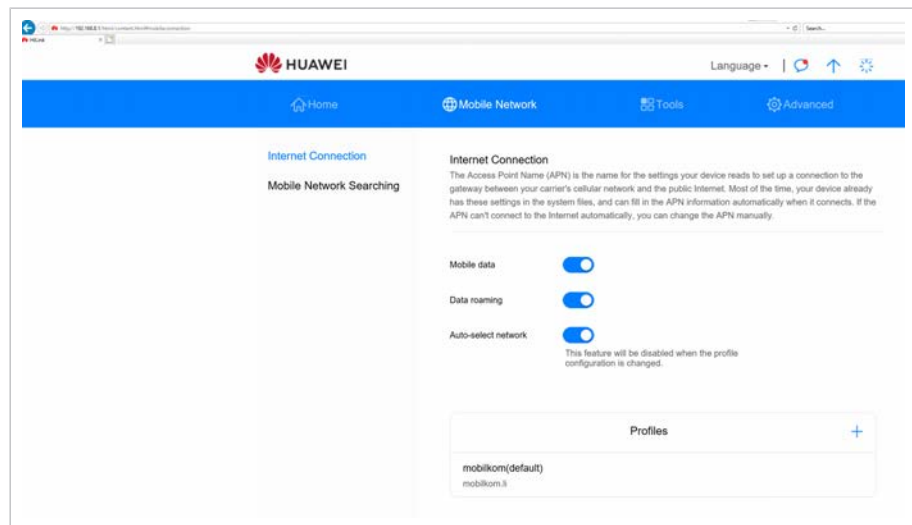 Search...
HiLink
HUAWEI
Language
Home
Mobile Network
Tools
Advanced
Internet Connection
Mobile Network Searching
Internet Connection
The Access Point Name (APN) is the name for the settings your device reads to set up a connection to the
gateway between your carrier's cellular network and the public Internet. Most of the time, your device already
has these settings in the system files, and can fill in the APN information automatically when it connects. If the
APN can't connect to the Internet automatically, you can change the APN manually.
Mobile data
Data roaming
Auto-select network
This feature will be disabled when the profile
configuration is changed.
Profiles
mobilkom(default)
mobilkom.li